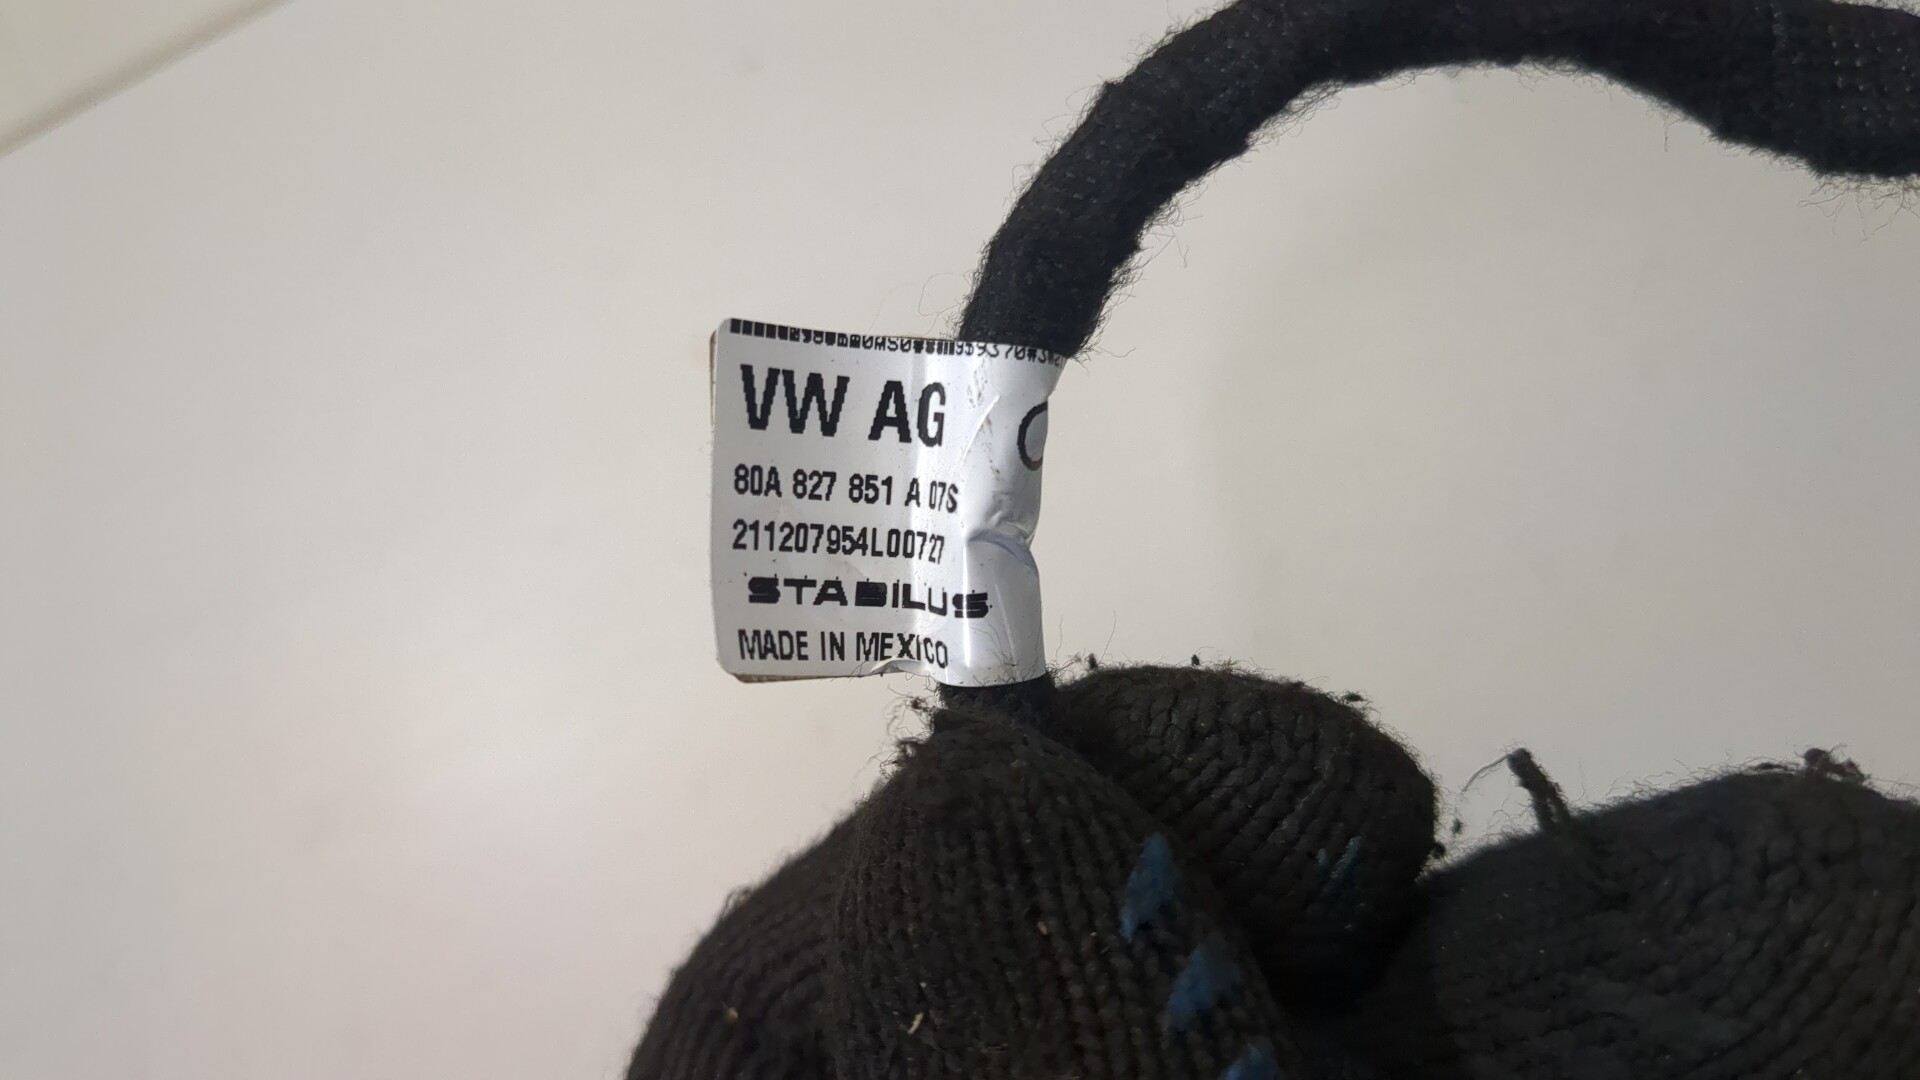 VW AG
80A 827 851 A 07S
211207954L00727
STABILUS
MADE IN MEXICO